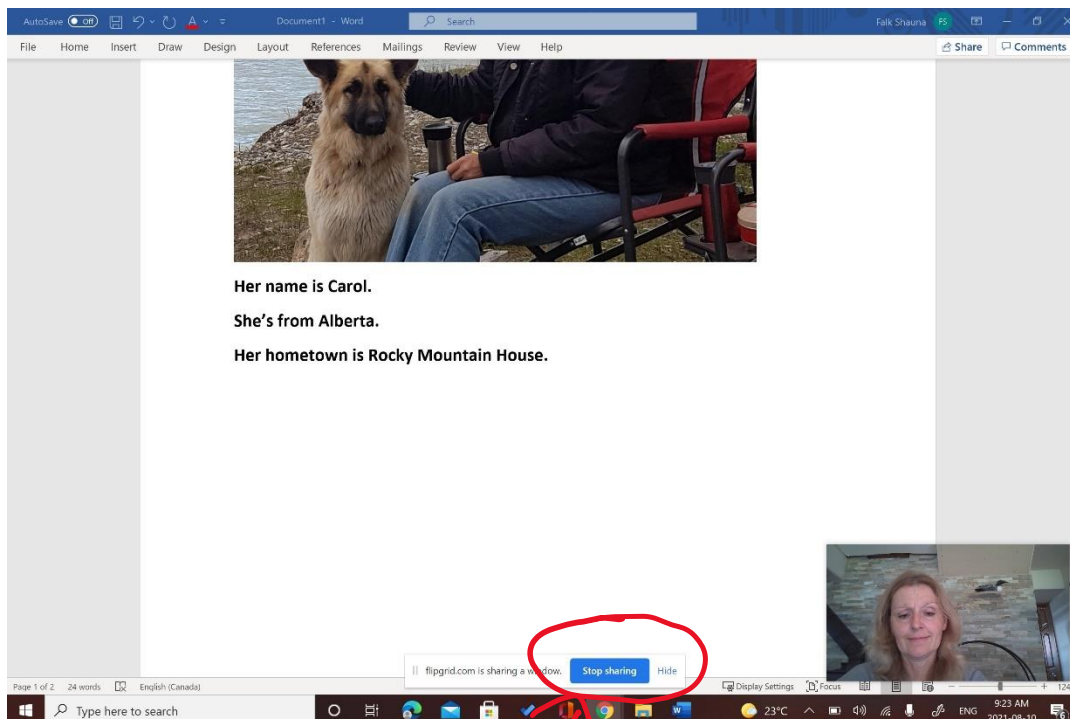 AutoSave Off Document1 - Word Search Falk Shauna FS
File Home Insert Draw Design Layout References Mailings Review View Help Share Comments
Her name is Carol.
She's from Alberta.
Her hometown is Rocky Mountain House.
flipgrid.com is sharing a window. Stop sharing Hide
Page 1 of 2 24 words English (Canada) Display Settings Focus 124
Type here to search 23°C ENG 9:23 AM
2021-08-10